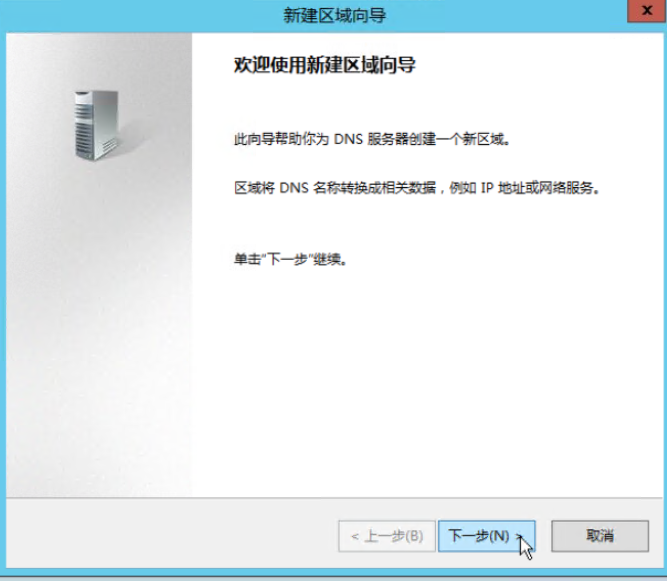 新建区域向导
x
欢迎使用新建区域向导
此向导帮助你为 DNS 服务器创建一个新区域。
区域将 DNS 名称转换成相关数据，例如 IP 地址或网络服务。
单击"下一步"继续。
< 上一步(B) 下一步(N) > 取消